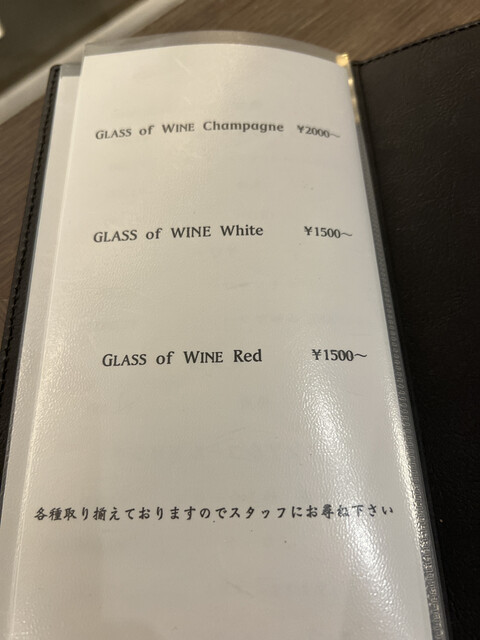 GLASS of WINE Champagne ¥2000～
GLASS of WINE White ¥1500～
GLASS of WINE Red ¥1500～
各種取り揃えておりますのでスタッフにお尋ね下さい